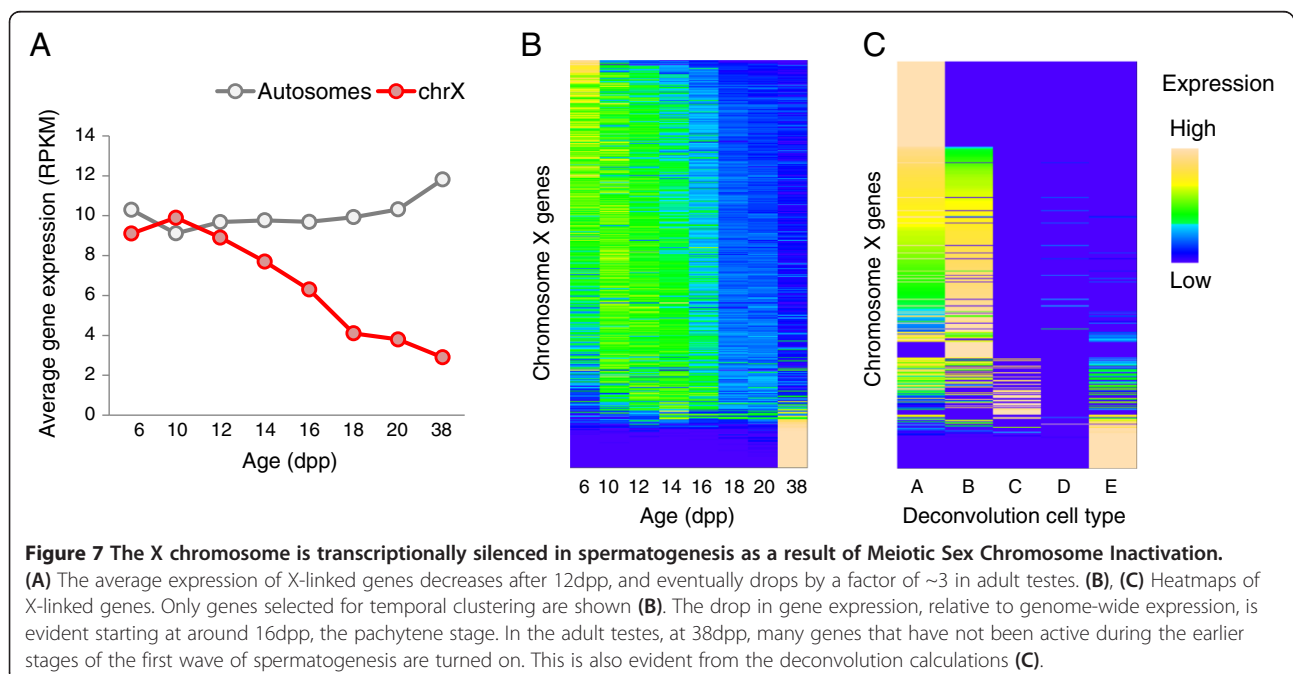 A
Autosomes chrX
Average gene expression (RPKM)
14
12
10
8
6
4
2
0
6 10 12 14 16 18 20 38
Age (dpp)
B
Chromosome X genes
6 10 12 14 16 18 20 38
Age (dpp)
C
Chromosome X genes
A B C D E
Deconvolution cell type
Expression
High
Low
Figure 7 The X chromosome is transcriptionally silenced in spermatogenesis as a result of Meiotic Sex Chromosome Inactivation.
(A) The average expression of X-linked genes decreases after 12dpp, and eventually drops by a factor of ~3 in adult testes. (B), (C) Heatmaps of
X-linked genes. Only genes selected for temporal clustering are shown (B). The drop in gene expression, relative to genome-wide expression, is
evident starting at around 16dpp, the pachytene stage. In the adult testes, at 38dpp, many genes that have not been active during the earlier
stages of the first wave of spermatogenesis are turned on. This is also evident from the deconvolution calculations (C).